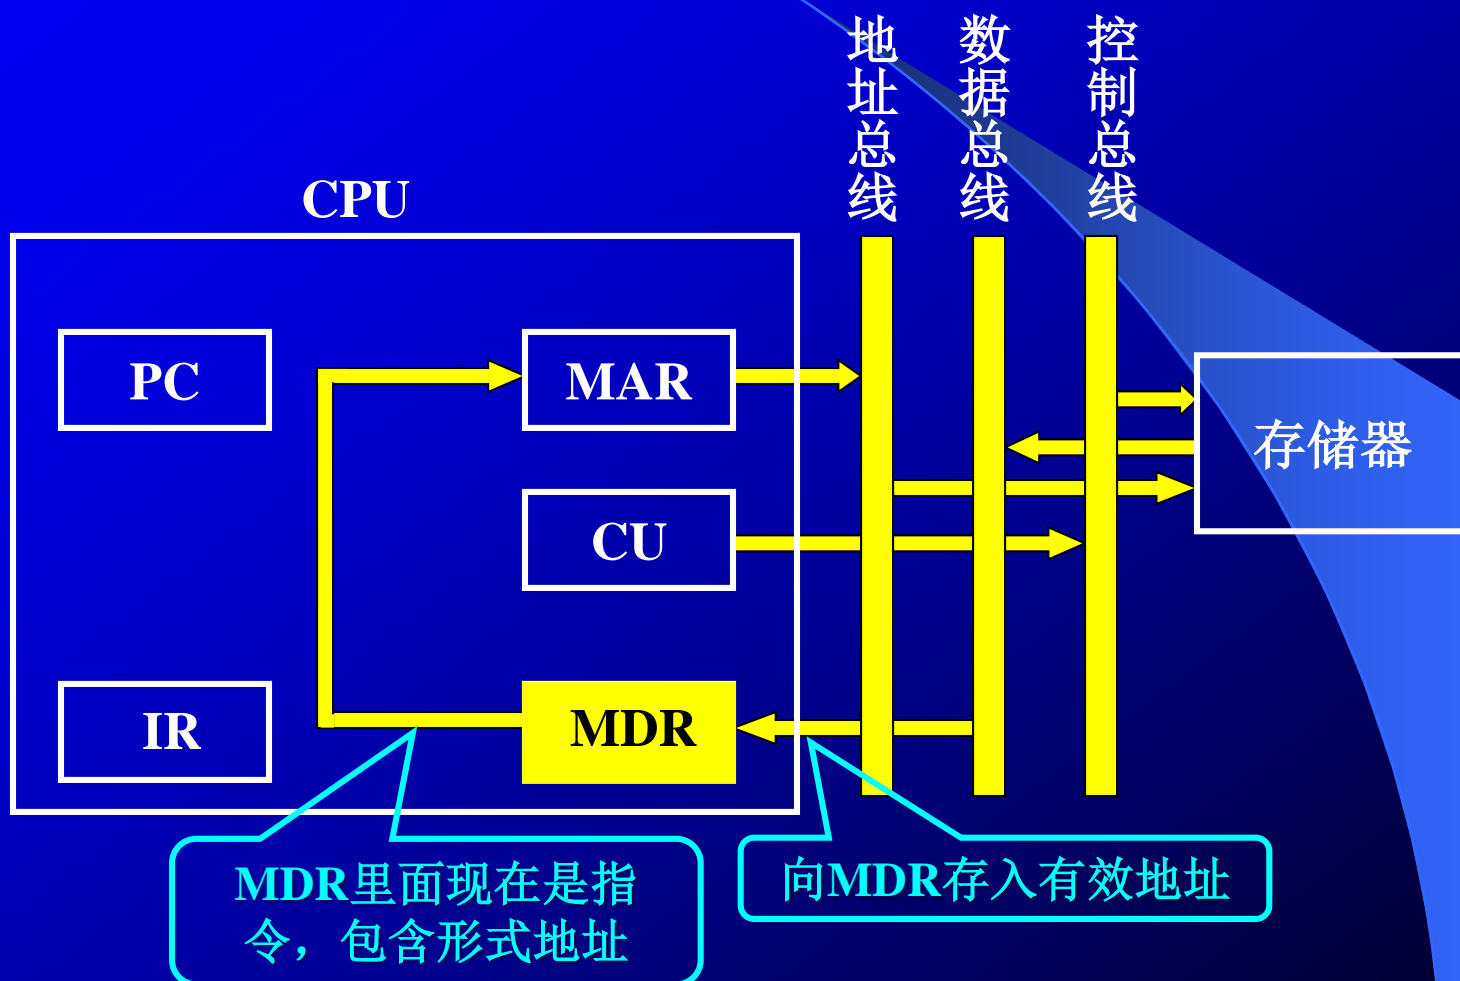 地址总线
数据总线
控制总线
CPU
PC
MAR
存储器
CU
IR
MDR
MDR里面现在是指
令，包含形式地址
向MDR存入有效地址